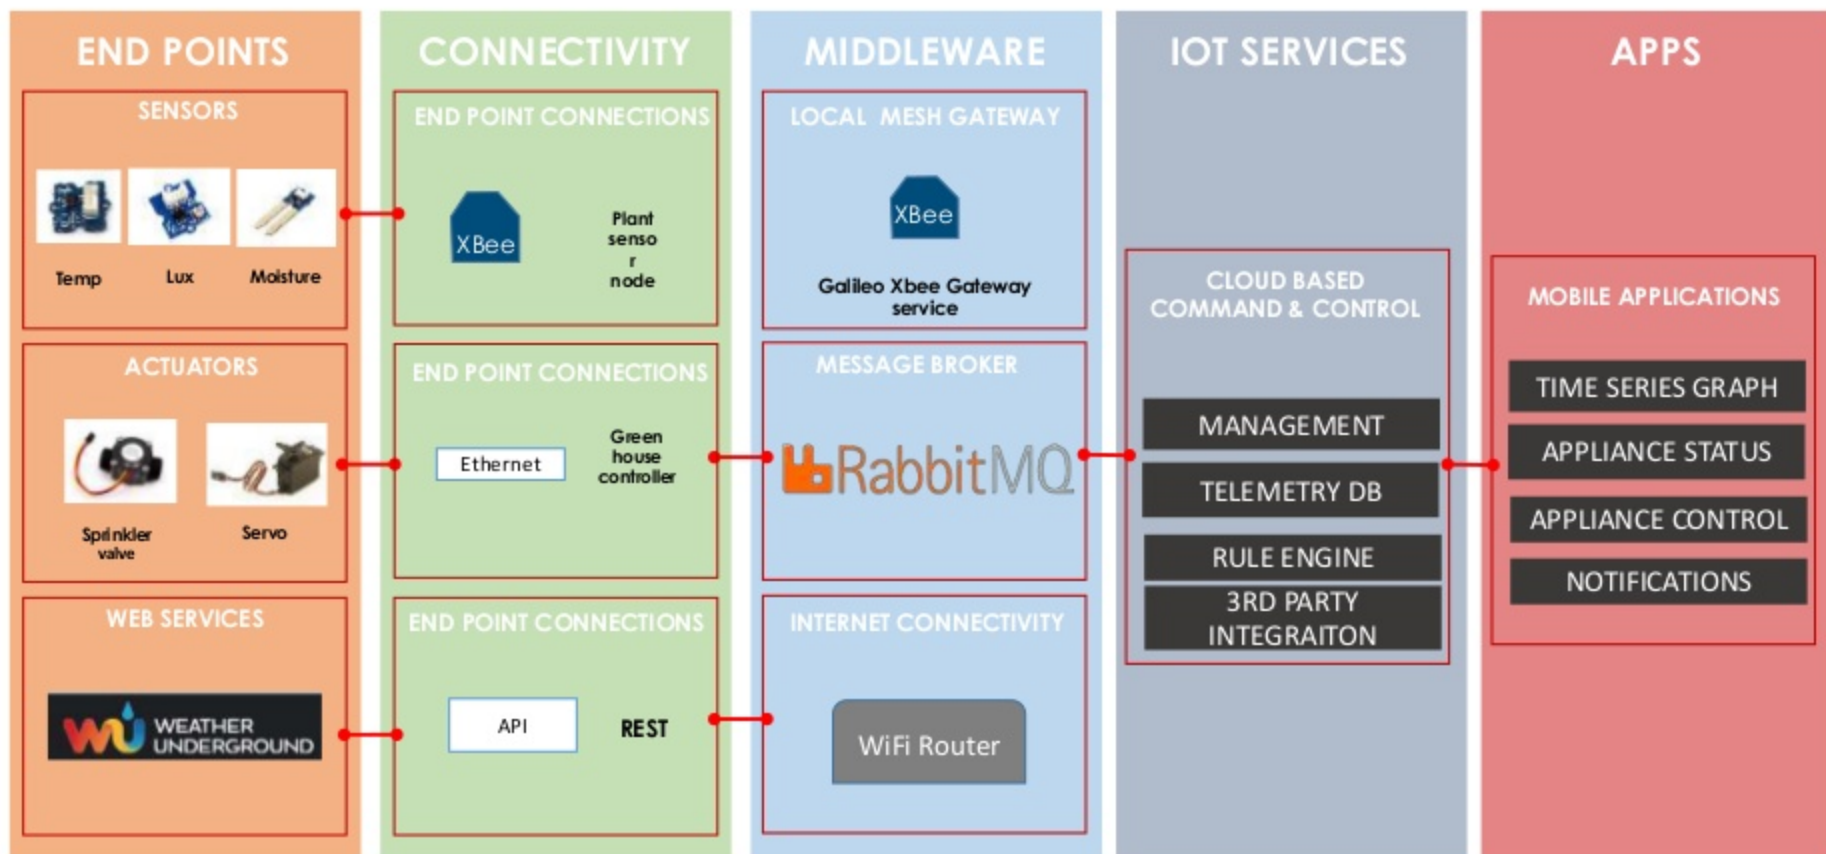 END POINTS
SENSORS
Temp
Lux
Moisture
ACTUATORS
Sprinkler
valve
Servo
WEB SERVICES
WU WEATHER
UNDERGROUND
CONNECTIVITY
END POINT CONNECTIONS
XBee
Plant
senso
r
node
END POINT CONNECTIONS
Ethernet
Green
house
controller
END POINT CONNECTIONS
API
REST
MIDDLEWARE
LOCAL MESH GATEWAY
XBee
Galileo Xbee Gateway
service
MESSAGE BROKER
RabbitMQ
INTERNET CONNECTIVITY
WiFi Router
IOT SERVICES
CLOUD BASED
COMMAND & CONTROL
MANAGEMENT
TELEMETRY DB
RULE ENGINE
3RD PARTY
INTEGRAITON
APPS
MOBILE APPLICATIONS
TIME SERIES GRAPH
APPLIANCE STATUS
APPLIANCE CONTROL
NOTIFICATIONS